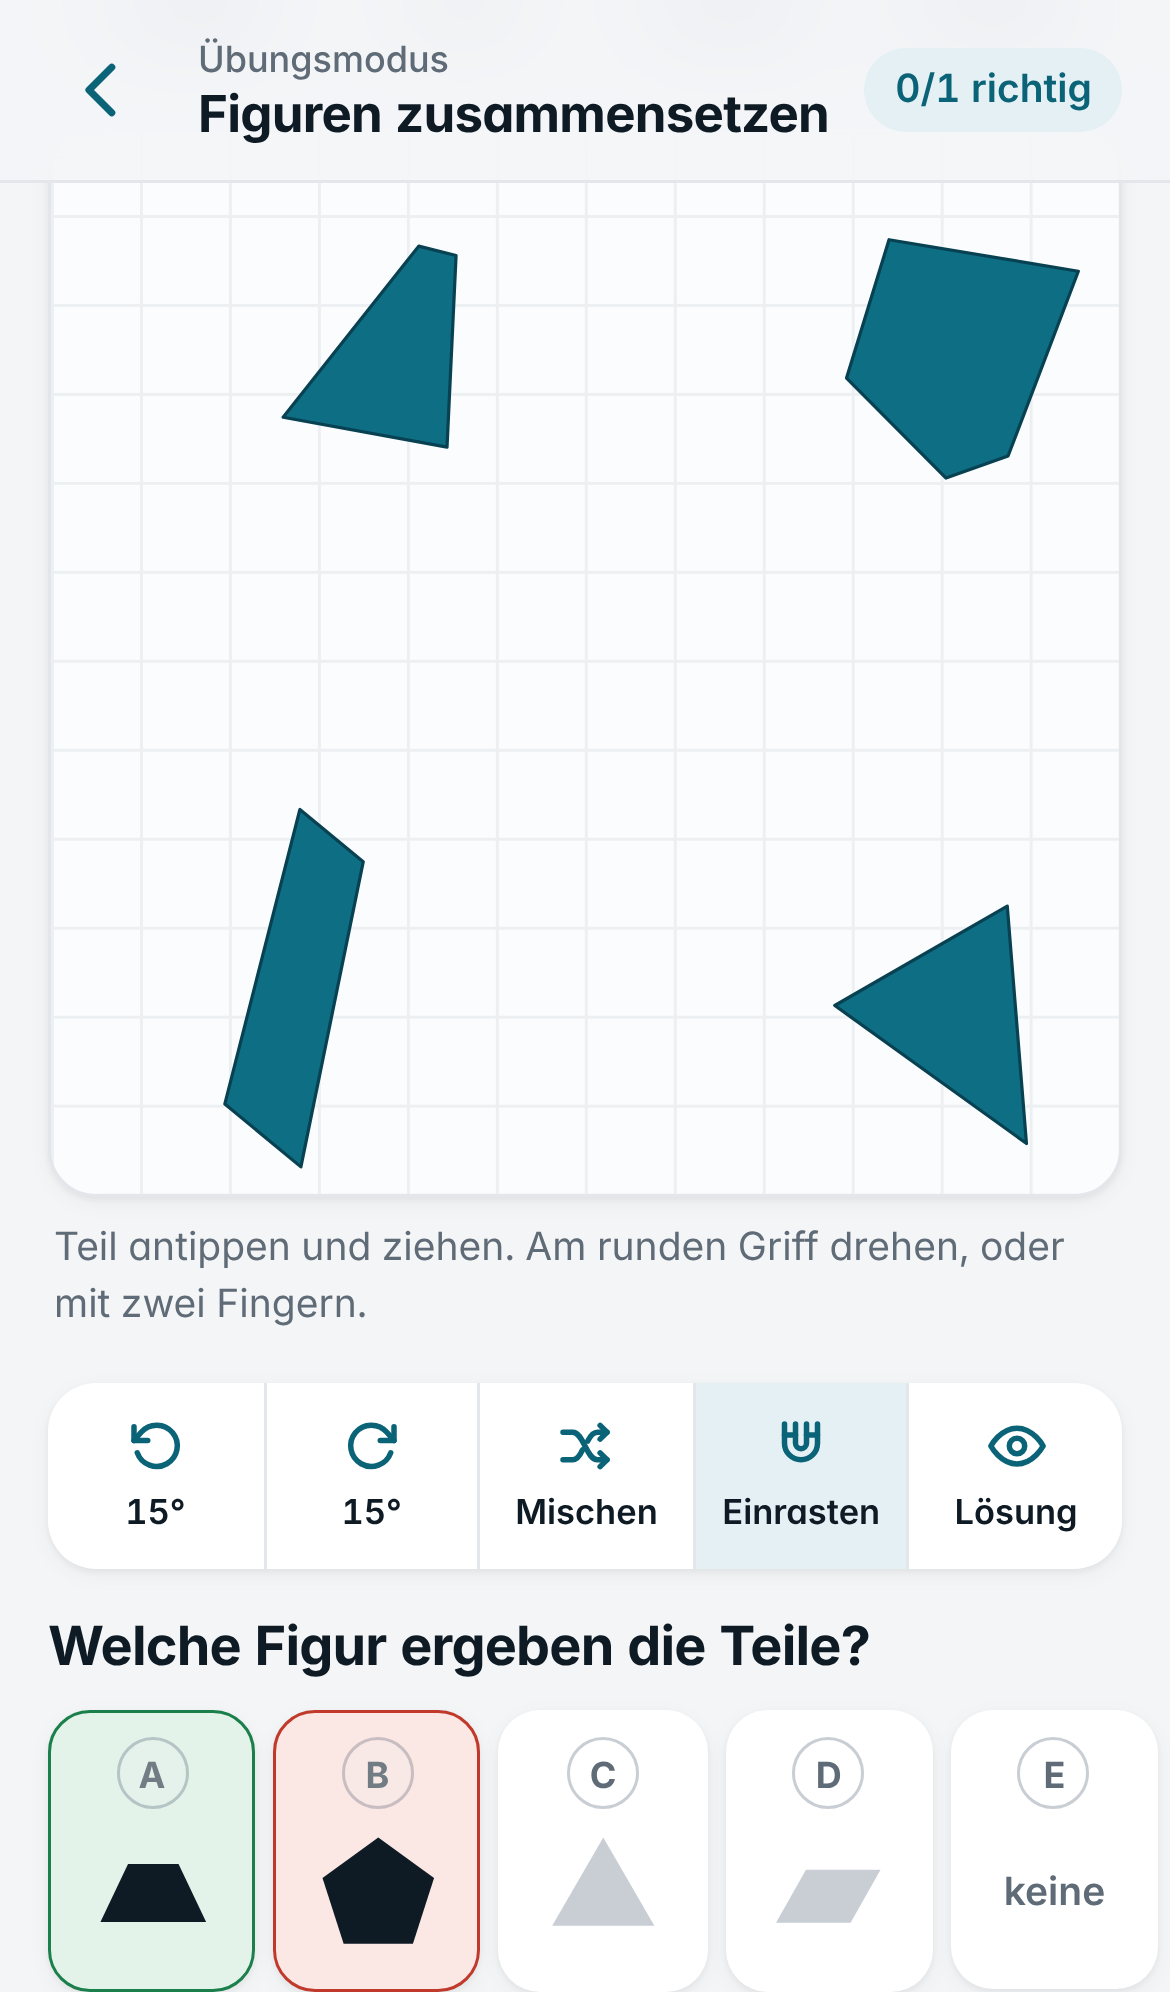 Übungsmodus
Figuren zusammensetzen
0/1 richtig
Teil antippen und ziehen. Am runden Griff drehen, oder
mit zwei Fingern.
15°
15°
Mischen
Einrasten
Lösung
Welche Figur ergeben die Teile?
A
B
C
D
E
keine